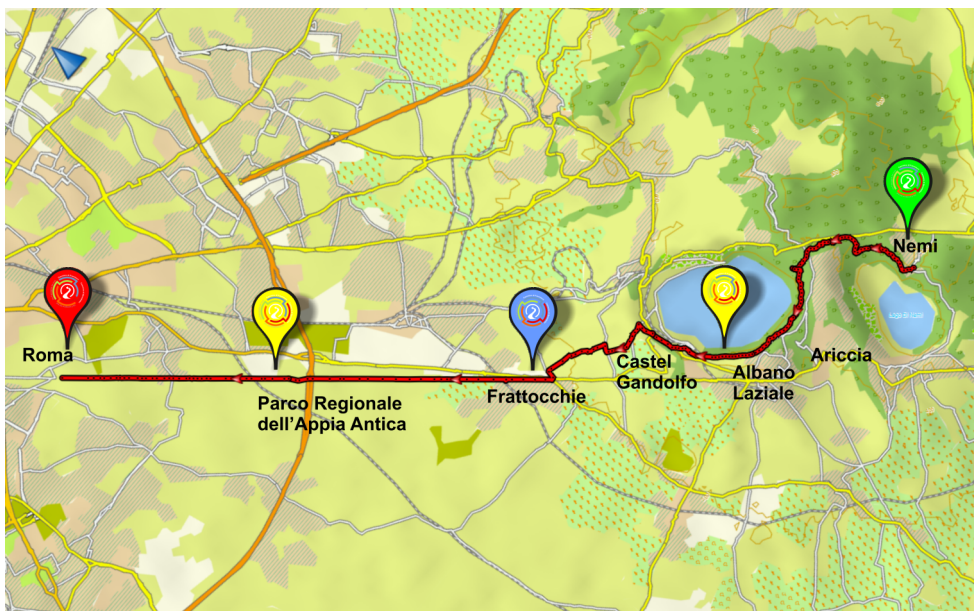 Nemi
Roma
Castel
Gandolfo
Ariccia
Albano
Laziale
Frattocchie
Parco Regionale
dell'Appia Antica